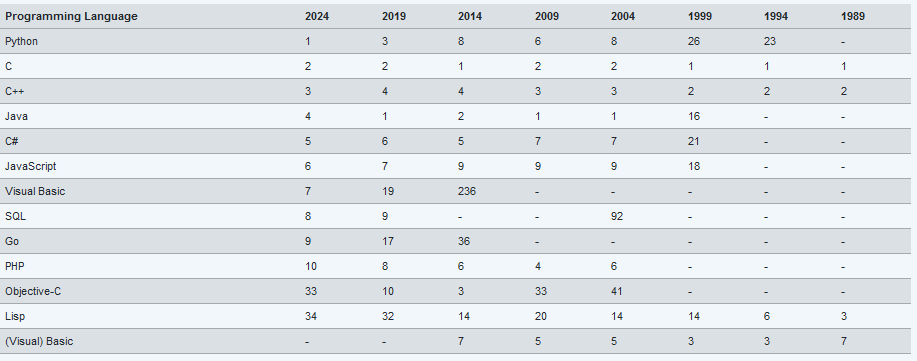 Programming Language 2024 2019 2014 2009 2004 1999 1994 1989
Python 1 3 8 6 8 26 23 -
C 2 2 1 2 2 1 1 1
C++ 3 4 4 3 3 2 2 2
Java 4 1 2 1 1 16 - -
C# 5 6 5 7 7 21 - -
JavaScript 6 7 9 9 9 18 - -
Visual Basic 7 19 236 - - - - -
SQL 8 9 - - 92 - - -
Go 9 17 36 - - - - -
PHP 10 8 6 4 6 - - -
Objective-C 33 10 3 33 41 - - -
Lisp 34 32 14 20 14 14 6 3
(Visual) Basic - - 7 5 5 3 3 7